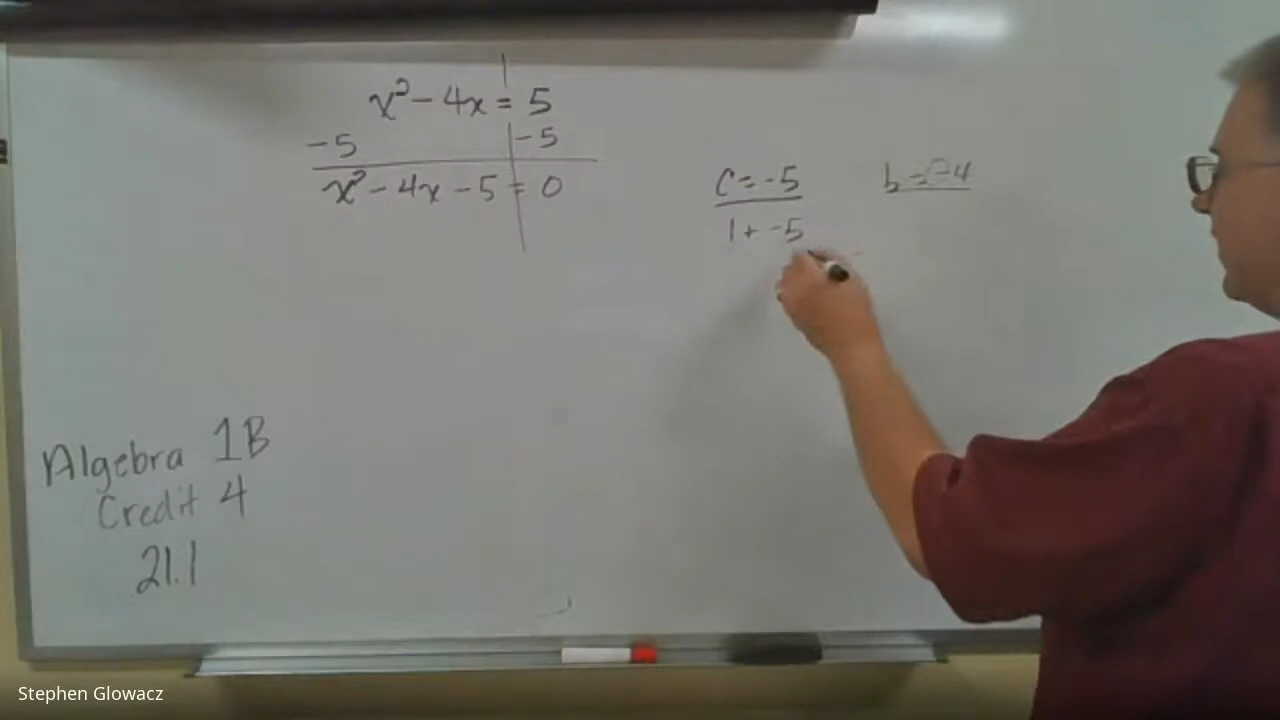 x² - 4x = 5
-5 -5
x² - 4x - 5 = 0
c = -5 b = -4
1 + -5
Algebra 1B
Credit 4
21.1
Stephen Glowacz